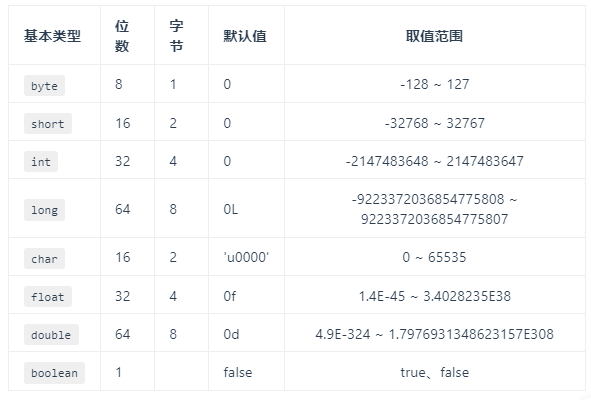 基本类型 位数 字节 默认值 取值范围
byte 8 1 0 -128 ~ 127
short 16 2 0 -32768 ~ 32767
int 32 4 0 -2147483648 ~ 2147483647
long 64 8 0L -9223372036854775808 ~
9223372036854775807
char 16 2 'u0000' 0 ~ 65535
float 32 4 0f 1.4E-45 ~ 3.4028235E38
double 64 8 0d 4.9E-324 ~ 1.7976931348623157E308
boolean 1 false true、false